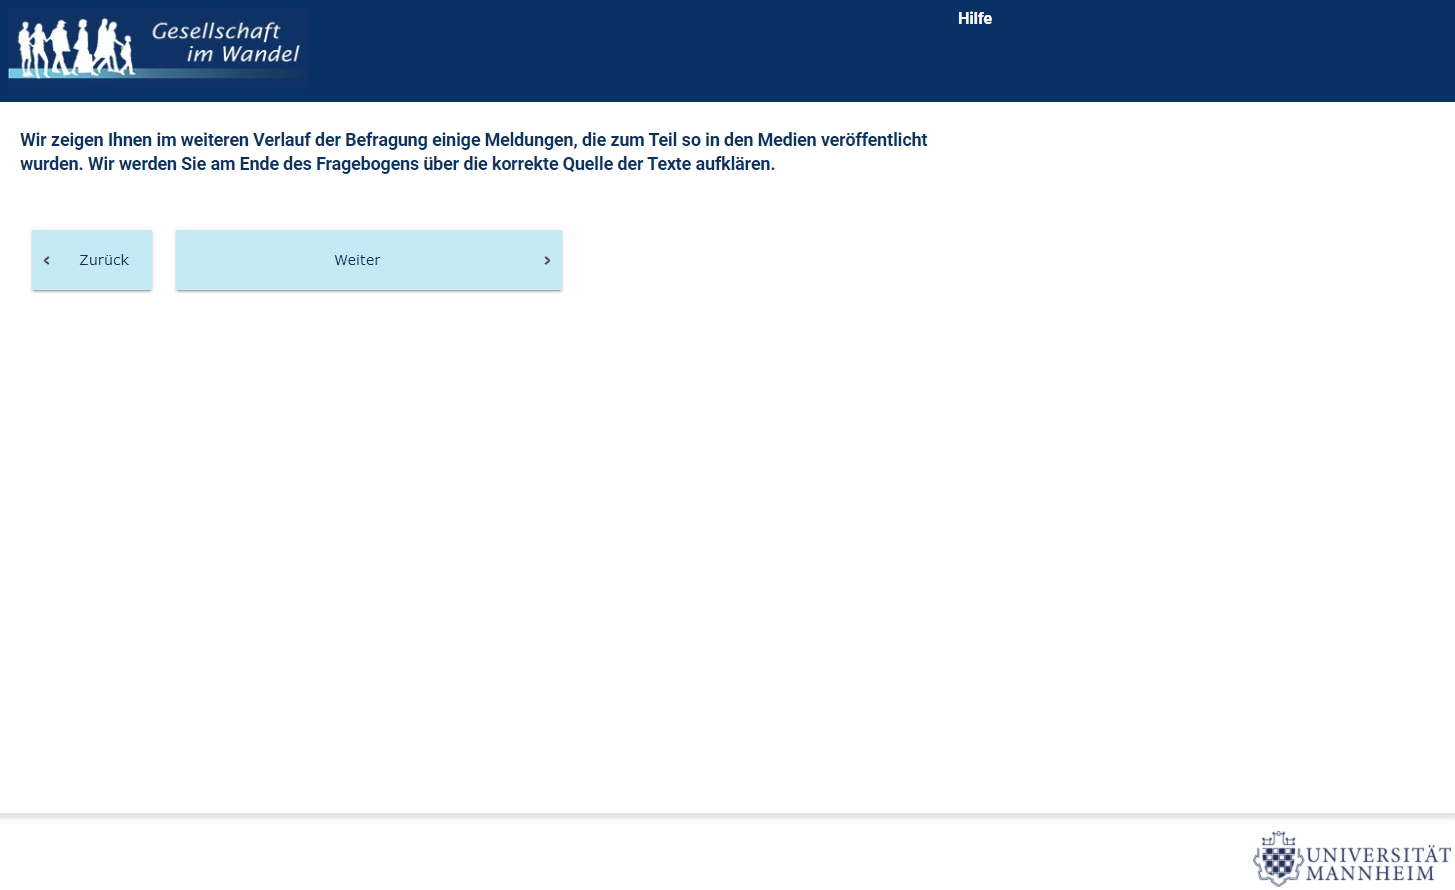 Gesellschaft
im Wandel
Hilfe
Wir zeigen Ihnen im weiteren Verlauf der Befragung einige Meldungen, die zum Teil so in den Medien veröffentlicht
wurden. Wir werden Sie am Ende des Fragebogens über die korrekte Quelle der Texte aufklären.
Zurück
Weiter
UNIVERSITÄT
MANNHEIM